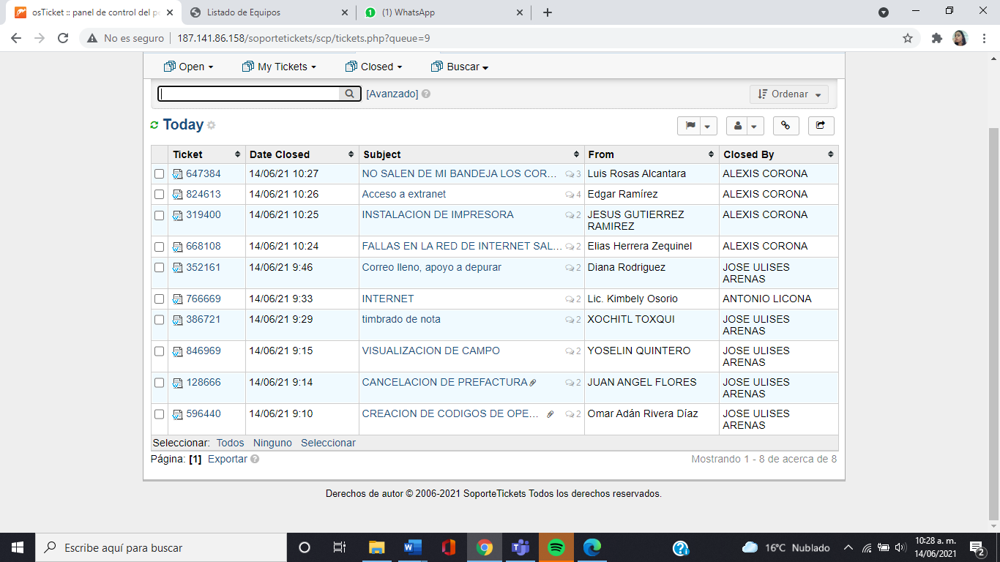 osTicket :: panel de control del p
Listado de Equipos
(1) WhatsApp
No es seguro
187.141.86.158/soportetickets/scp/tickets.php?queue=9
Open
My Tickets
Closed
Buscar
[Avanzado]
Ordenar
Today
Ticket Date Closed Subject From Closed By
647384 14/06/21 10:27 NO SALEN DE MI BANDEJA LOS COR... 3 Luis Rosas Alcantara ALEXIS CORONA
824613 14/06/21 10:26 Acceso a extranet 4 Edgar Ramírez ALEXIS CORONA
319400 14/06/21 10:25 INSTALACION DE IMPRESORA 2 JESUS GUTIERREZ ALEXIS CORONA
RAMIREZ
668108 14/06/21 10:24 FALLAS EN LA RED DE INTERNET SAL... 2 Elias Herrera Zequinel ALEXIS CORONA
352161 14/06/21 9:46 Correo lleno, apoyo a depurar 2 Diana Rodriguez JOSE ULISES
ARENAS
766669 14/06/21 9:33 INTERNET 2 Lic. Kimbely Osorio ANTONIO LICONA
386721 14/06/21 9:29 timbrado de nota 2 XOCHITL TOXQUI JOSE ULISES
ARENAS
846969 14/06/21 9:15 VISUALIZACION DE CAMPO 2 YOSELIN QUINTERO JOSE ULISES
ARENAS
128666 14/06/21 9:14 CANCELACION DE PREFACTURA 2 JUAN ANGEL FLORES JOSE ULISES
ARENAS
596440 14/06/21 9:10 CREACION DE CODIGOS DE OPE... 2 Omar Adán Rivera Díaz JOSE ULISES
ARENAS
Seleccionar: Todos Ninguno Seleccionar
Página: [1] Exportar
Mostrando 1 - 8 de acerca de 8
Derechos de autor © 2006-2021 SoporteTickets Todos los derechos reservados.
Escribe aquí para buscar
16°C Nublado
10:28 a. m.
14/06/2021
2